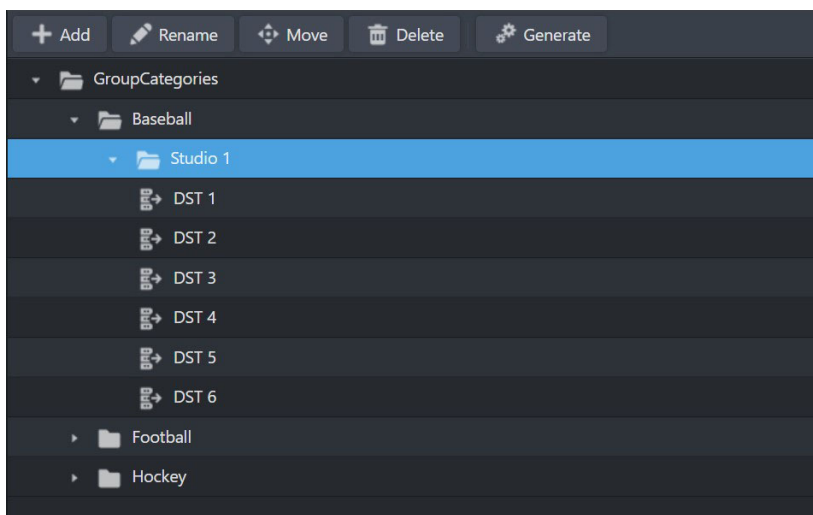 Add Rename Move Delete Generate
GroupCategories
Baseball
Studio 1
DST 1
DST 2
DST 3
DST 4
DST 5
DST 6
Football
Hockey